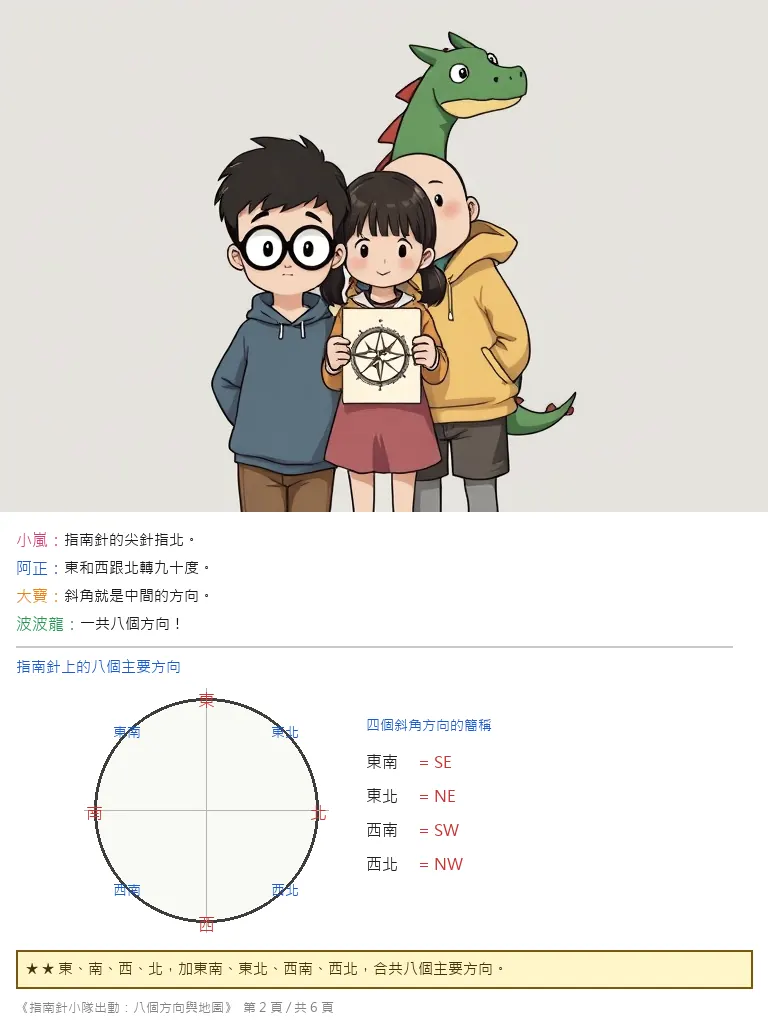 小嵐：指南針的尖針指北。
阿正：東和西跟北轉九十度。
大寶：斜角就是中間的方向。
波波龍：一共八個方向！
指南針上的八個主要方向
東
東南
東北
南
北
西南
西北
西
四個斜角方向的簡稱
東南 = SE
東北 = NE
西南 = SW
西北 = NW
★★東、南、西、北，加東南、東北、西南、西北，合共八個主要方向。
《指南針小隊出動：八個方向與地圖》 第 2 頁 / 共 6 頁